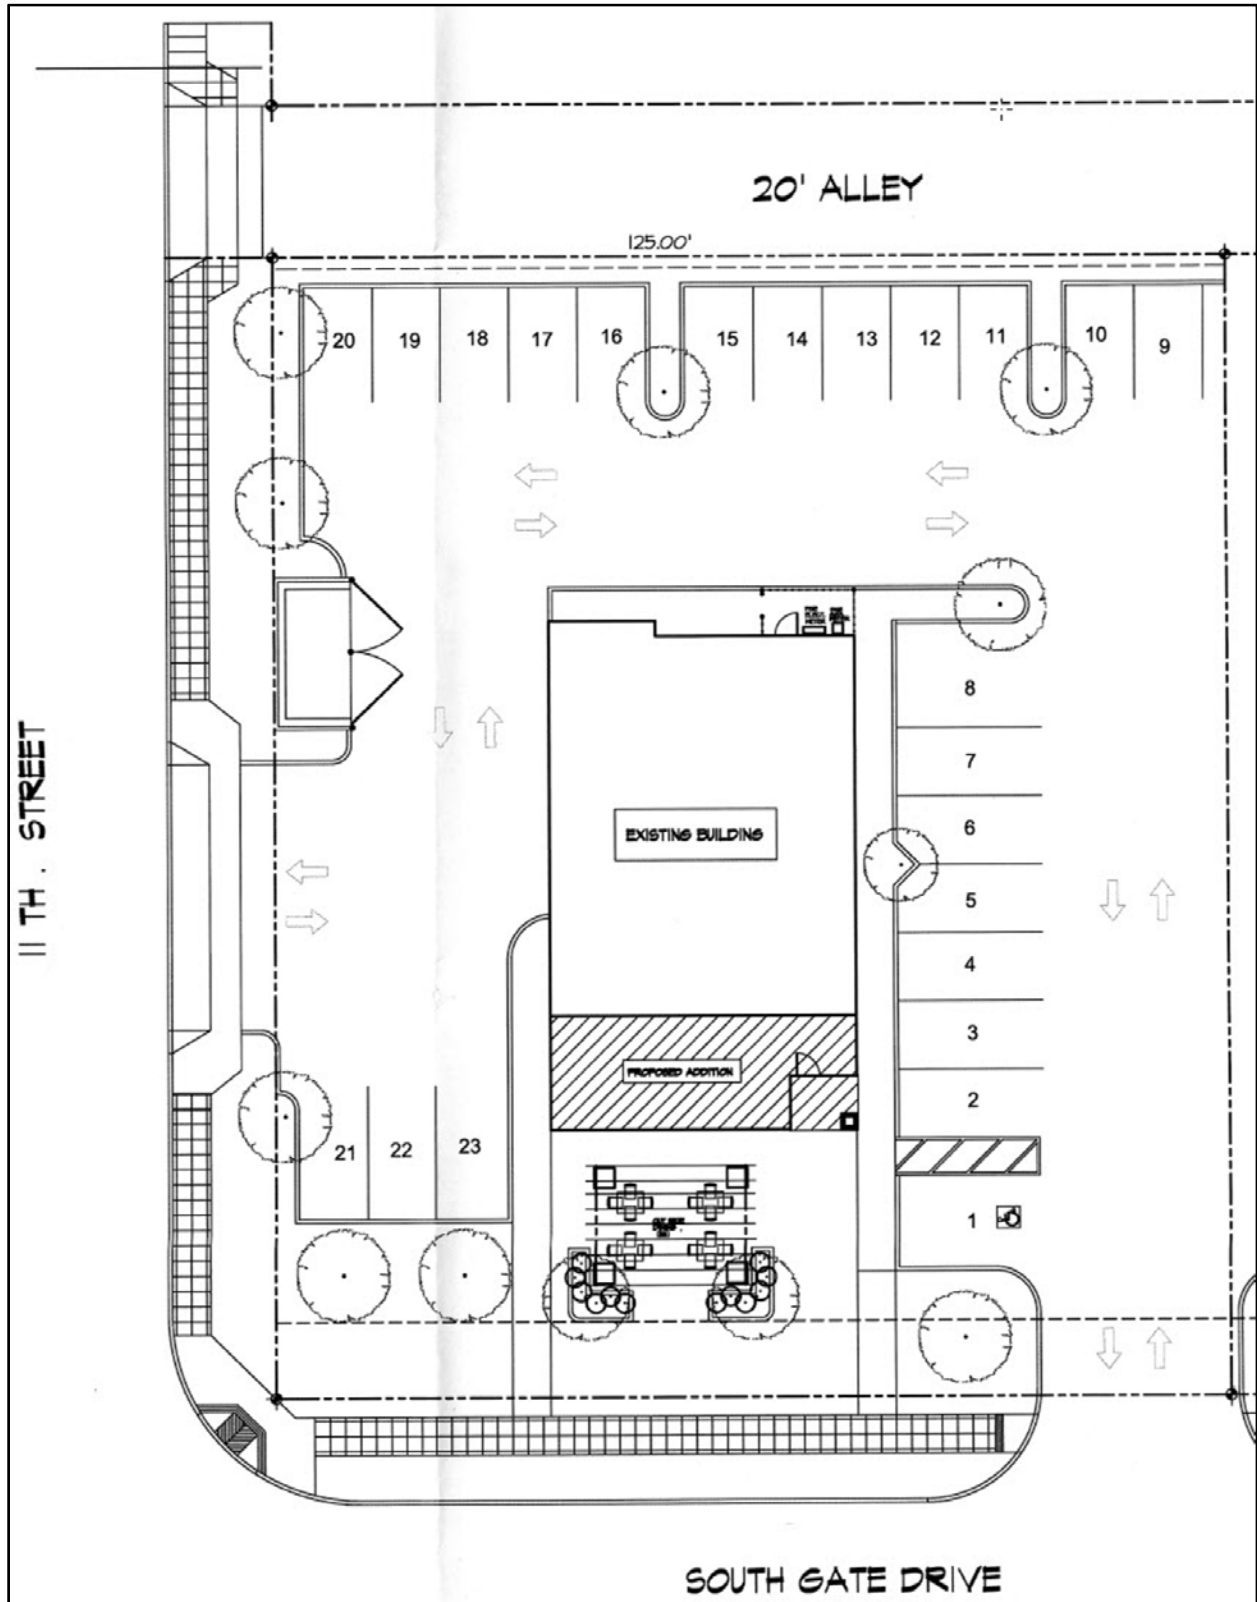 20' ALLEY
125.00'
20 19 18 17 16 15 14 13 12 11 10 9
8
7
EXISTING BUILDING
6
5
4
3
PROPOSED ADDITION
2
21 22 23
1
11 TH. STREET
SOUTH GATE DRIVE